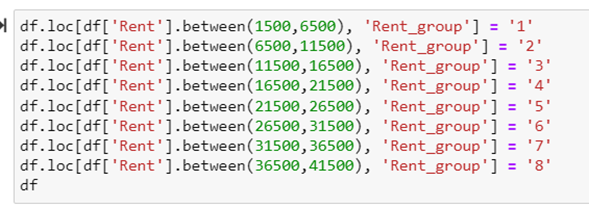 df.loc[df['Rent'].between(1500,6500), 'Rent_group'] = '1'
df.loc[df['Rent'].between(6500,11500), 'Rent_group'] = '2'
df.loc[df['Rent'].between(11500,16500), 'Rent_group'] = '3'
df.loc[df['Rent'].between(16500,21500), 'Rent_group'] = '4'
df.loc[df['Rent'].between(21500,26500), 'Rent_group'] = '5'
df.loc[df['Rent'].between(26500,31500), 'Rent_group'] = '6'
df.loc[df['Rent'].between(31500,36500), 'Rent_group'] = '7'
df.loc[df['Rent'].between(36500,41500), 'Rent_group'] = '8'
df